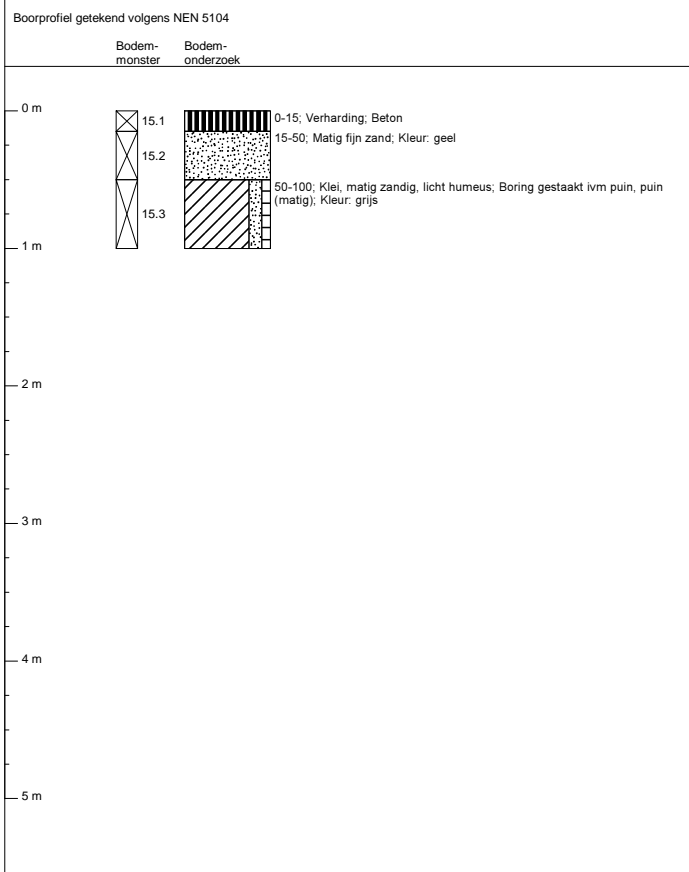 Boorprofiel getekend volgens NEN 5104
Bodem-
monster
Bodem-
onderzoek
0 m
15.1
0-15; Verharding; Beton
15-50; Matig fijn zand; Kleur: geel
15.2
50-100; Klei, matig zandig, licht humeus; Boring gestaakt ivm puin, puin
(matig); Kleur: grijs
15.3
1 m
2 m
3 m
4 m
5 m